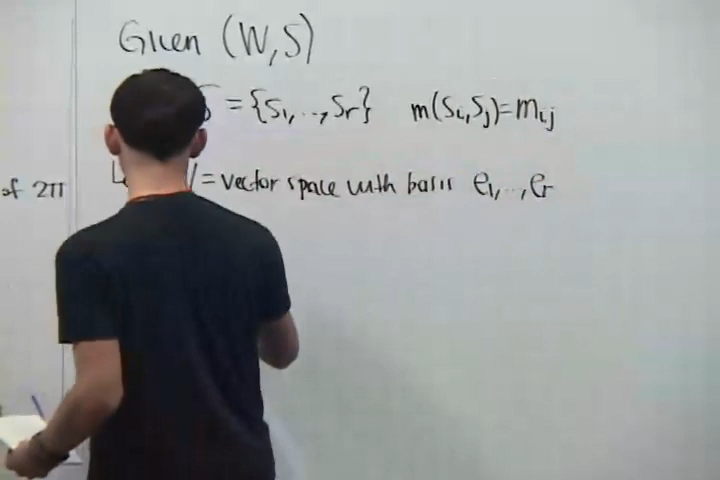 Given (W,S)
S = {s₁,..,sᵣ} m(sᵢ,sⱼ)=mᵢⱼ
of 2π
V = vector space with basis e₁,..,eᵣ